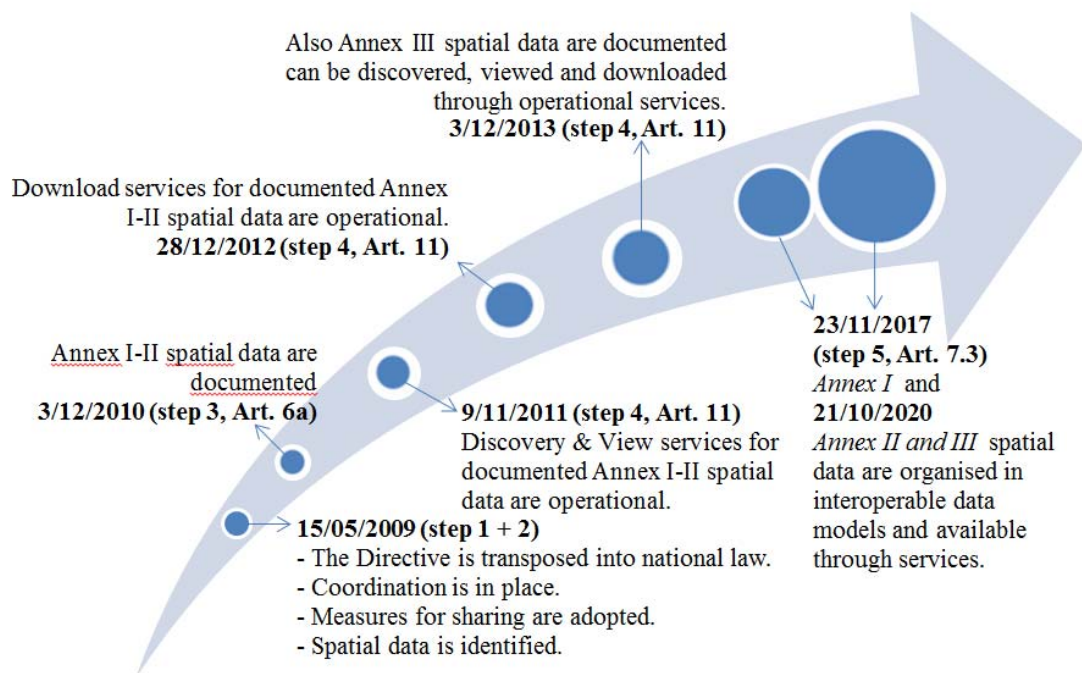 Also Annex III spatial data are documented
can be discovered, viewed and downloaded
through operational services.
3/12/2013 (step 4, Art. 11)
Download services for documented Annex
I-II spatial data are operational.
28/12/2012 (step 4, Art. 11)
Annex I-II spatial data are
documented
3/12/2010 (step 3, Art. 6a)
15/05/2009 (step 1 + 2)
- The Directive is transposed into national law.
- Coordination is in place.
- Measures for sharing are adopted.
- Spatial data is identified.
9/11/2011 (step 4, Art. 11)
Discovery & View services for
documented Annex I-II spatial
data are operational.
23/11/2017
(step 5, Art. 7.3)
Annex I and
21/10/2020
Annex II and III spatial
data are organised in
interoperable data
models and available
through services.